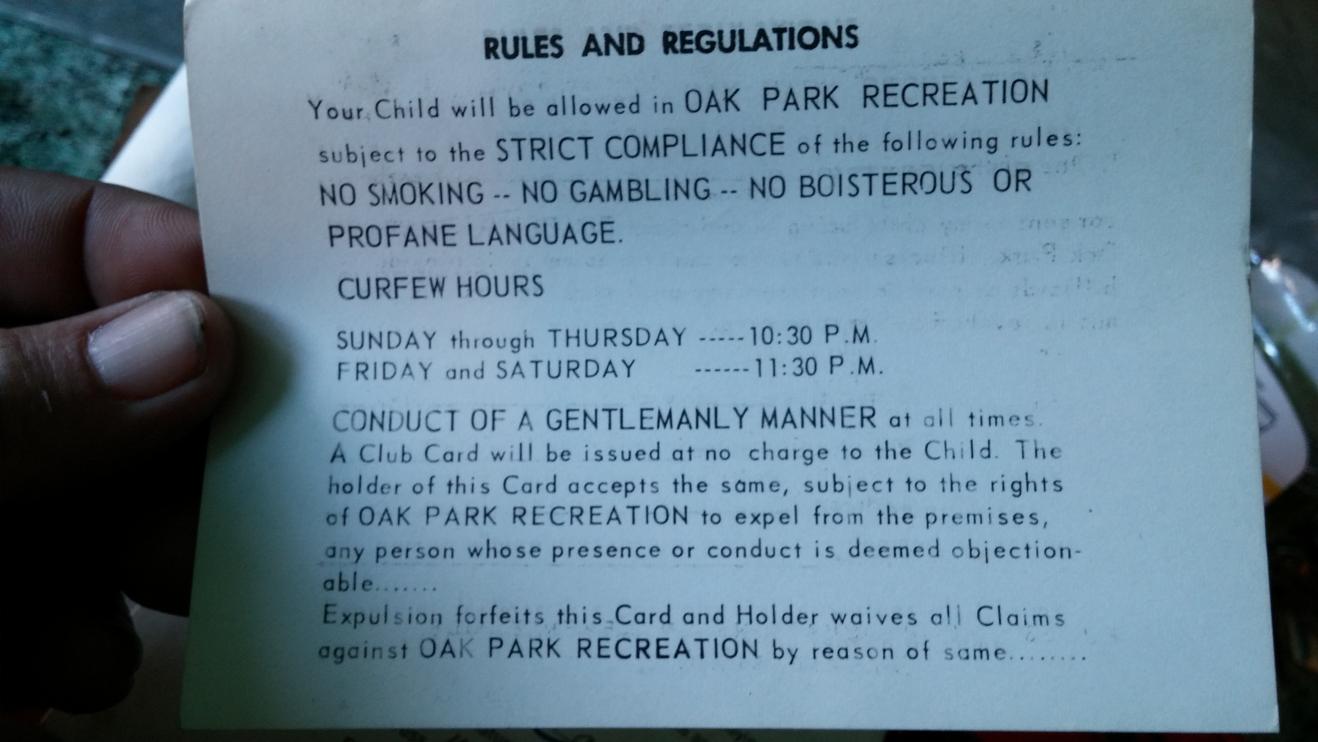 RULES AND REGULATIONS
Your Child will be allowed in OAK PARK RECREATION
subject to the STRICT COMPLIANCE of the following rules:
NO SMOKING -- NO GAMBLING -- NO BOISTEROUS OR
PROFANE LANGUAGE.
CURFEW HOURS
SUNDAY through THURSDAY -----10:30 P.M.
FRIDAY and SATURDAY ------11:30 P.M.
CONDUCT OF A GENTLEMANLY MANNER at all times.
A Club Card will be issued at no charge to the Child. The
holder of this Card accepts the same, subject to the rights
of OAK PARK RECREATION to expel from the premises,
any person whose presence or conduct is deemed objection-
able.......
Expulsion forfeits this Card and Holder waives all Claims
against OAK PARK RECREATION by reason of same........